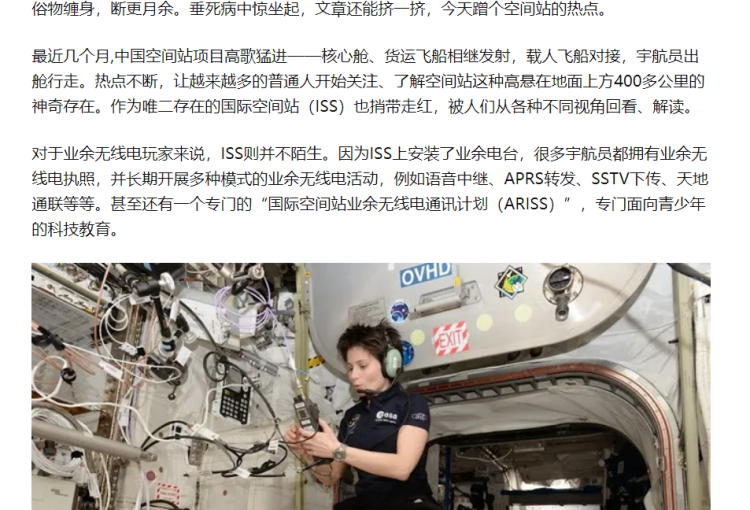 俗物缠身，断更月余。垂死病中惊坐起，文章还能挤一挤，今天蹭个空间站的热点。
最近几个月,中国空间站项目高歌猛进——核心舱、货运飞船相继发射，载人飞船对接，宇航员出
舱行走。热点不断，让越来越多的普通人开始关注、了解空间站这种高悬在地面上方400多公里的
神奇存在。作为唯二存在的国际空间站（ISS）也捎带走红，被人们从各种不同视角回看、解读。
对于业余无线电玩家来说，ISS则并不陌生。因为ISS上安装了业余电台，很多宇航员都拥有业余无
线电执照，并长期开展多种模式的业余无线电活动，例如语音中继、APRS转发、SSTV下传、天地
通联等等。甚至还有一个专门的“国际空间站业余无线电通讯计划（ARISS）”，专门面向青少年
的科技教育。
OVHD
EXIT
esa